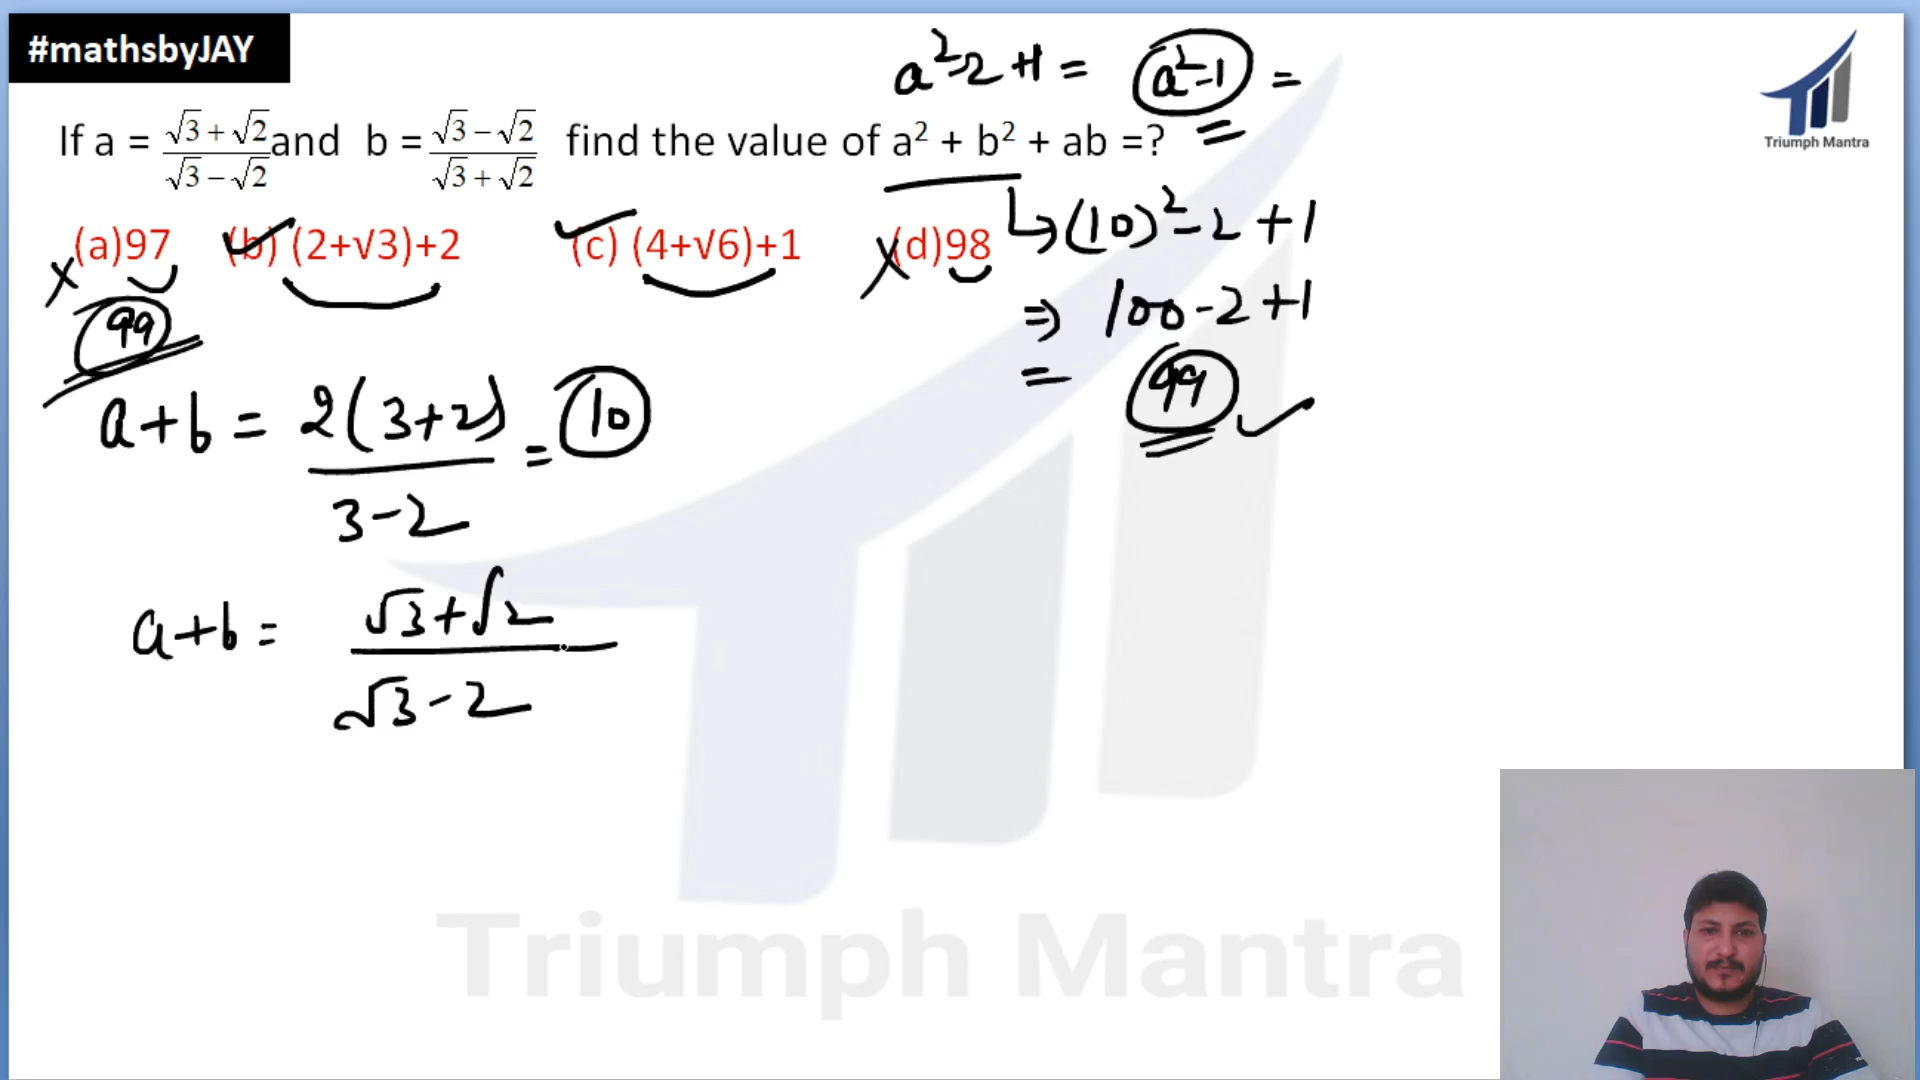 #mathsbyJAY
a²-2+1 = a²-1 =
Triumph Mantra
If a = (√3+√2)/(√3-√2) and b = (√3-√2)/(√3+√2) find the value of a² + b² + ab =?
(a)97 (b) (2+√3)+2 (c) (4+√6)+1 (d)98
↳ (10)²-2+1
⇒ 100-2+1
= 99
99
a+b = 2(3+2)/(3-2) = 10
a+b = (√3+√2)/(√3-2)
Triumph Mantra